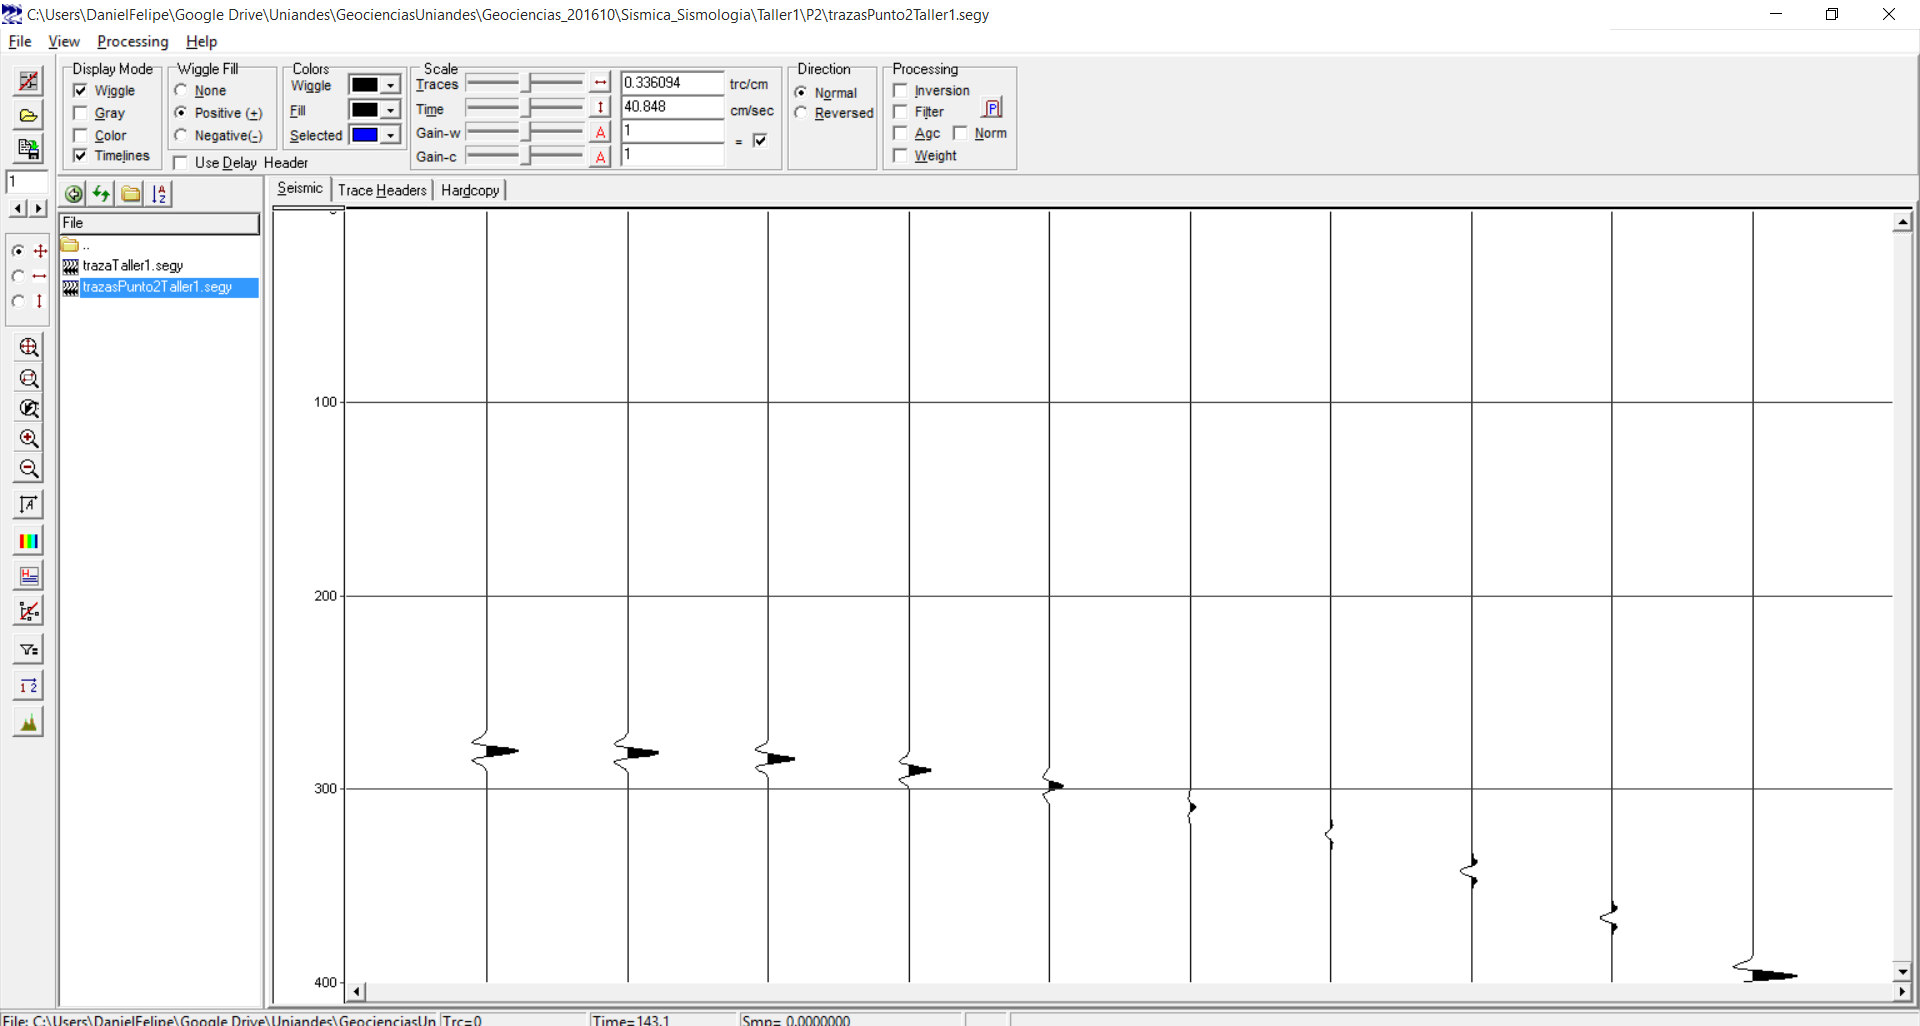 C:\Users\DanielFelipe\Google Drive\Uniandes\GeocienciasUniandes\Geociencias_201610\Sismica_Sismologia\Taller1\P2\trazasPunto2Taller1.segy
File View Processing Help
Display Mode Wiggle Fill Colors Scale Direction Processing
Wiggle None Wiggle Traces 0.336094 trc/cm Normal Inversion
Gray Positive (+) Fill Time 40.848 cm/sec Reversed Filter
Color Negative(-) Selected Gain-w 1 = Agc Norm
Timelines Use Delay Header Gain-c 1 Weight
1
Seismic Trace Headers Hardcopy
File
..
trazaTaller1.segy
trazasPunto2Taller1.segy
100
200
300
400
File: C:\Users\DanielFelipe\Google Drive\Uniandes\GeocienciasUn Trc=0 Time=143.1 Smp= 0.0000000